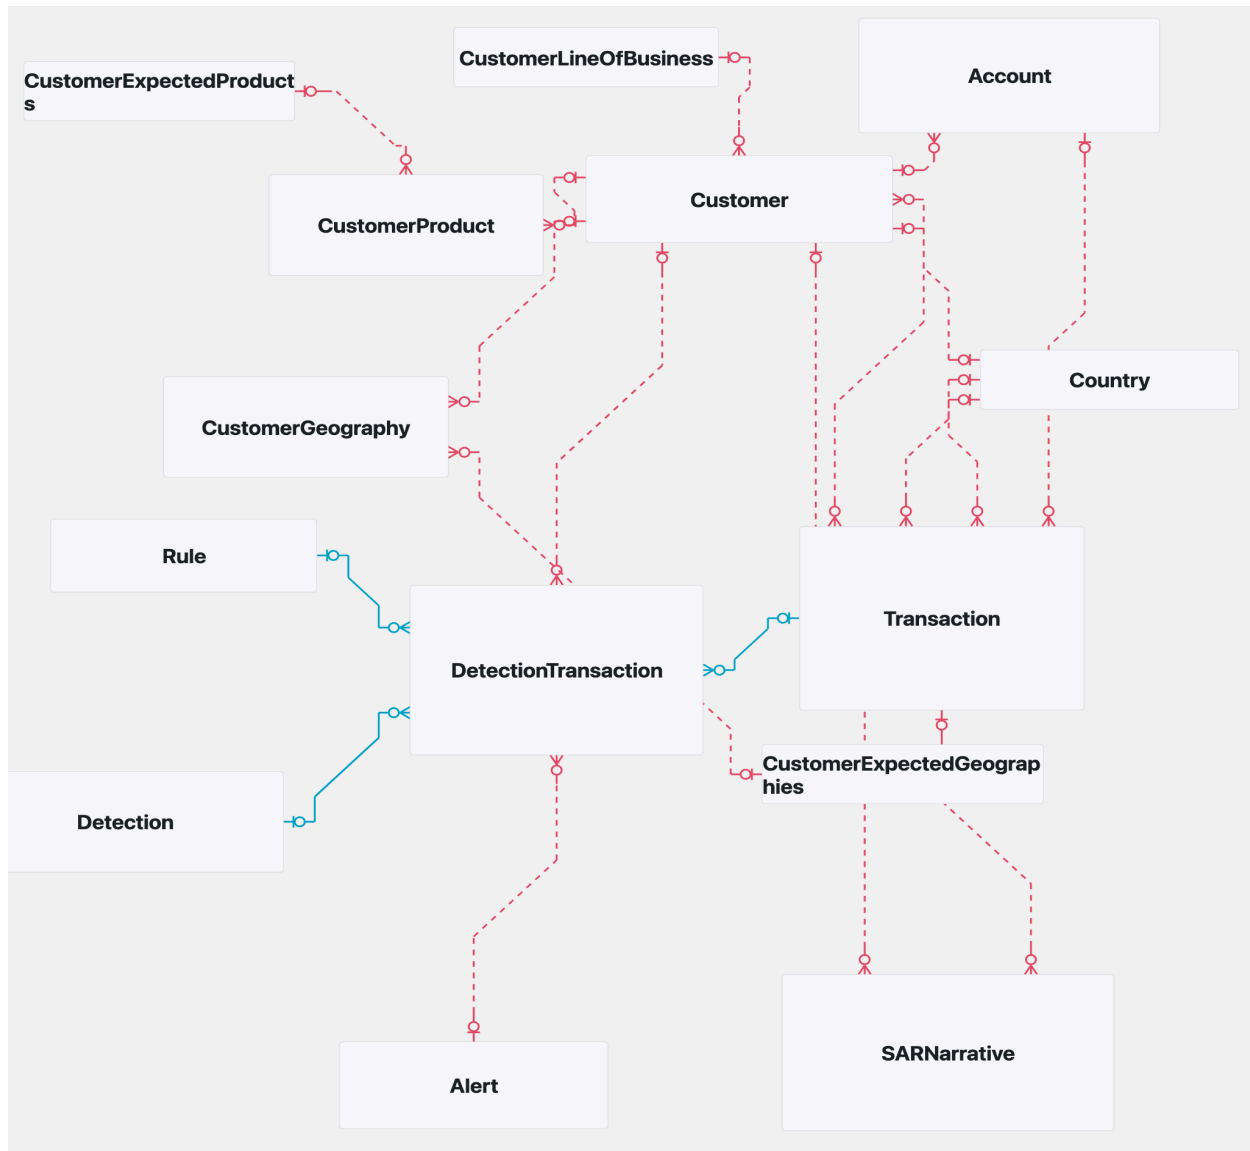 CustomerLineOfBusiness
Account
CustomerExpectedProduct
s
Customer
CustomerProduct
Country
CustomerGeography
Rule
Transaction
DetectionTransaction
CustomerExpectedGeograp
hies
Detection
SARNarrative
Alert